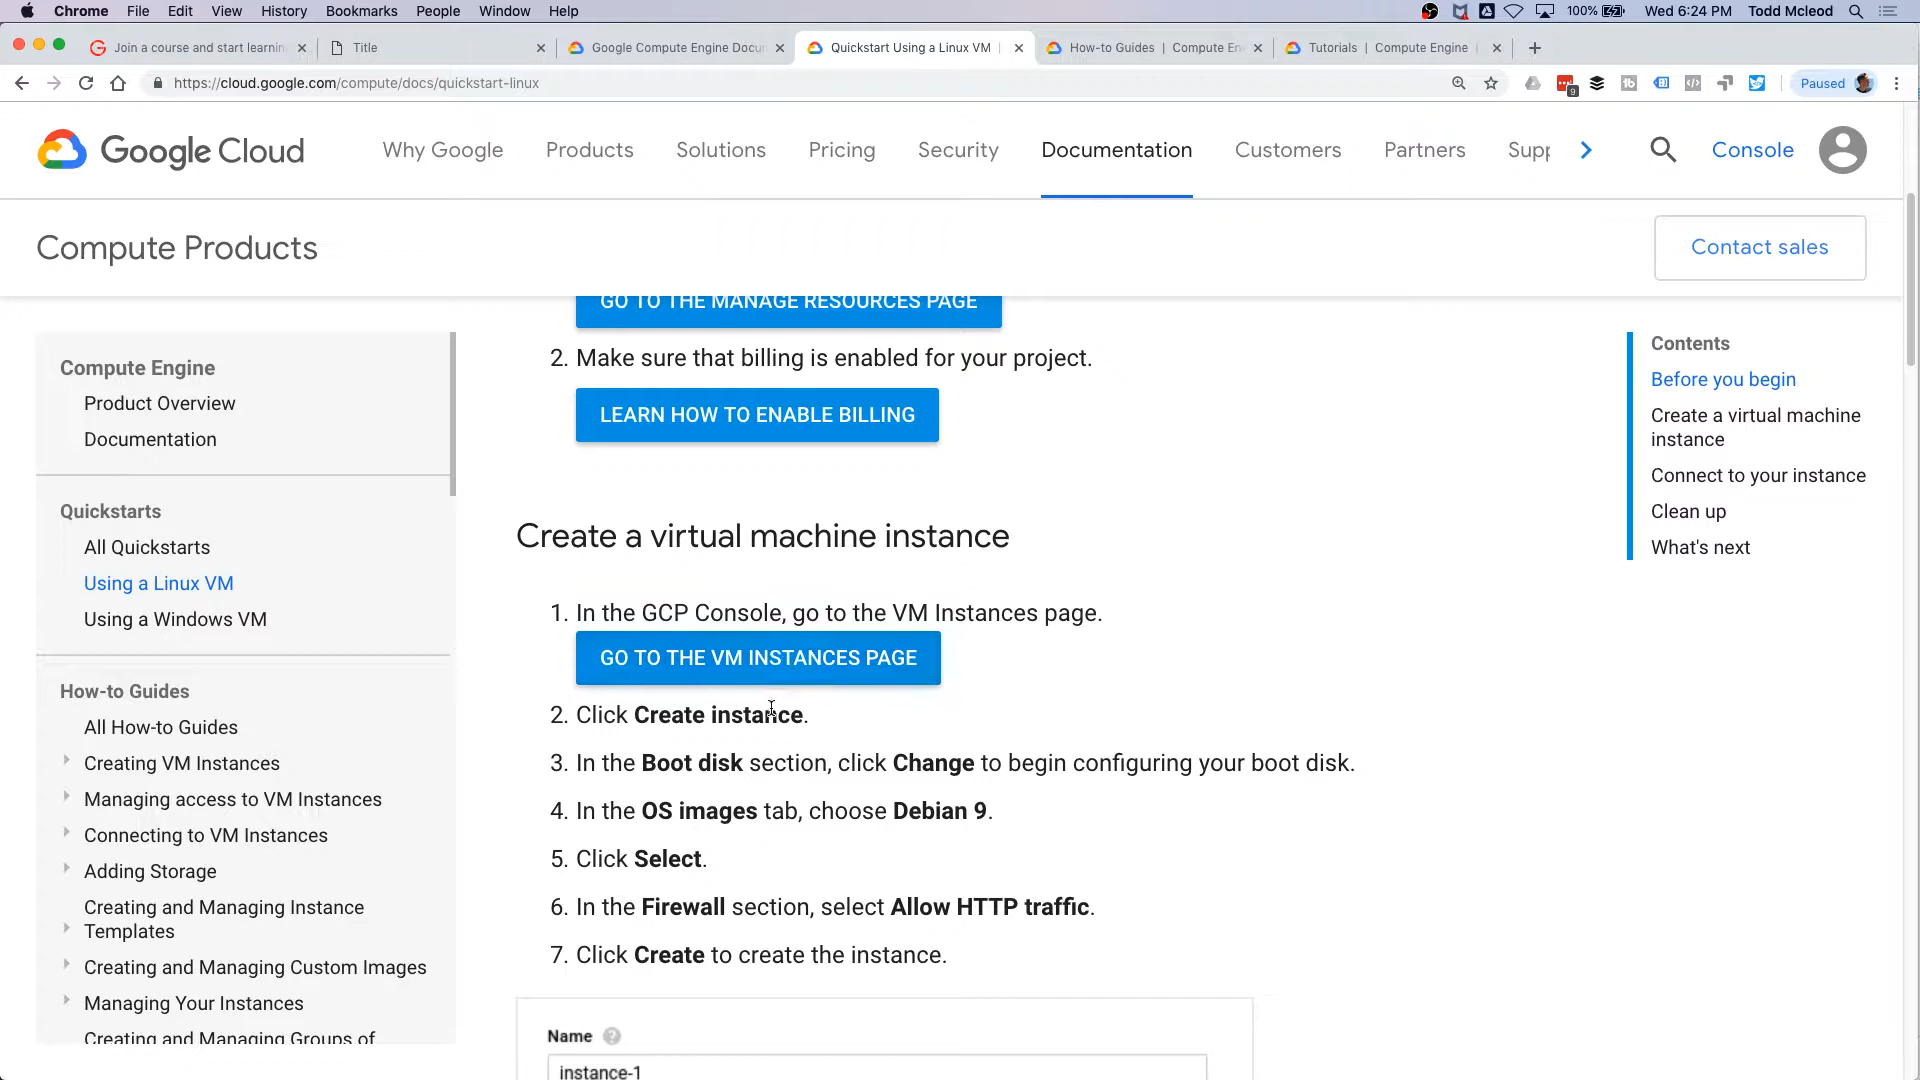 Chrome File Edit View History Bookmarks People Window Help 100% Wed 6:24 PM Todd Mcleod
Join a course and start learnin Title Google Compute Engine Docum Quickstart Using a Linux VM How-to Guides | Compute En Tutorials | Compute Engine
https://cloud.google.com/compute/docs/quickstart-linux 9 Paused
Google Cloud Why Google Products Solutions Pricing Security Documentation Customers Partners Supp Console
Compute Products Contact sales
Compute Engine
Product Overview
Documentation
Quickstarts
All Quickstarts
Using a Linux VM
Using a Windows VM
How-to Guides
All How-to Guides
Creating VM Instances
Managing access to VM Instances
Connecting to VM Instances
Adding Storage
Creating and Managing Instance
Templates
Creating and Managing Custom Images
Managing Your Instances
Creating and Managing Groups of
GO TO THE MANAGE RESOURCES PAGE
2. Make sure that billing is enabled for your project.
LEARN HOW TO ENABLE BILLING
Create a virtual machine instance
1. In the GCP Console, go to the VM Instances page.
GO TO THE VM INSTANCES PAGE
2. Click Create instance.
3. In the Boot disk section, click Change to begin configuring your boot disk.
4. In the OS images tab, choose Debian 9.
5. Click Select.
6. In the Firewall section, select Allow HTTP traffic.
7. Click Create to create the instance.
Name ?
instance-1
Contents
Before you begin
Create a virtual machine
instance
Connect to your instance
Clean up
What's next